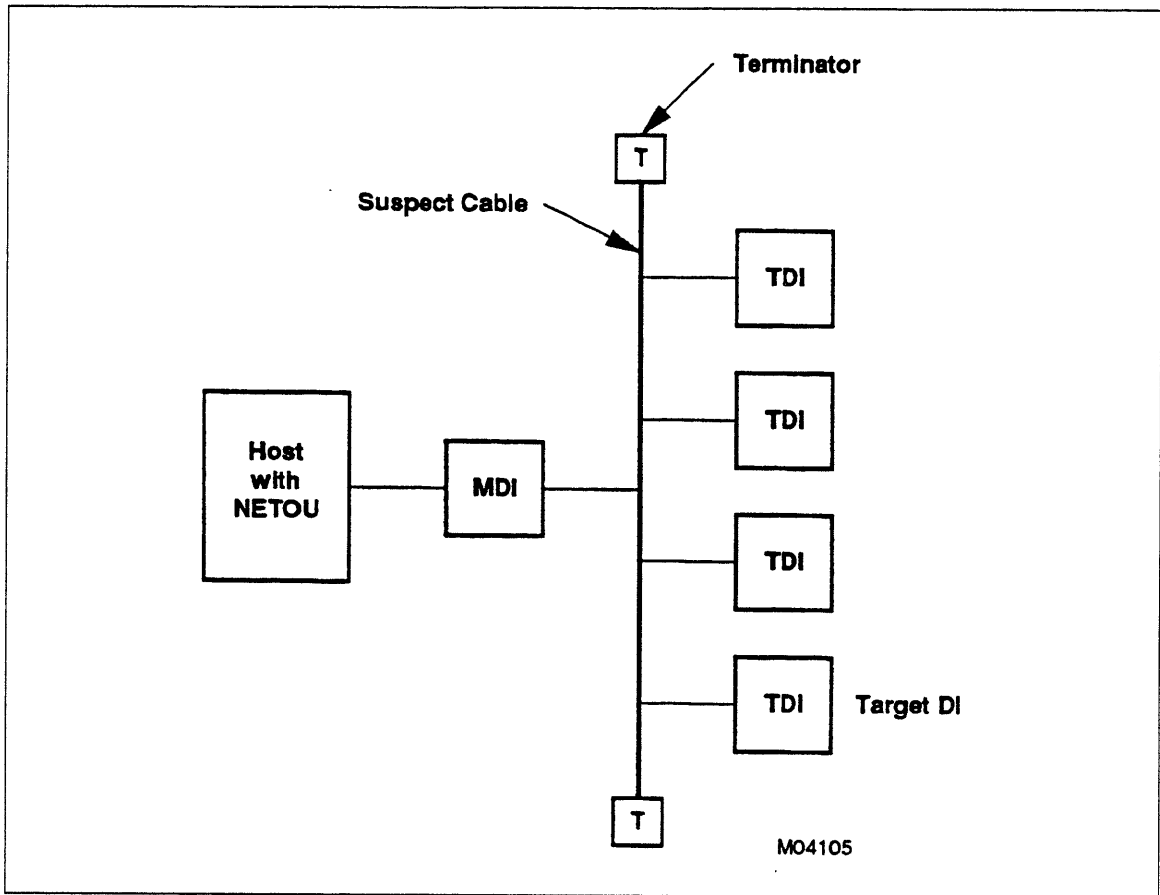 Terminator
T
Suspect Cable
TDI
TDI
Host
with
NETOU
MDI
TDI
TDI
Target DI
T
M04105